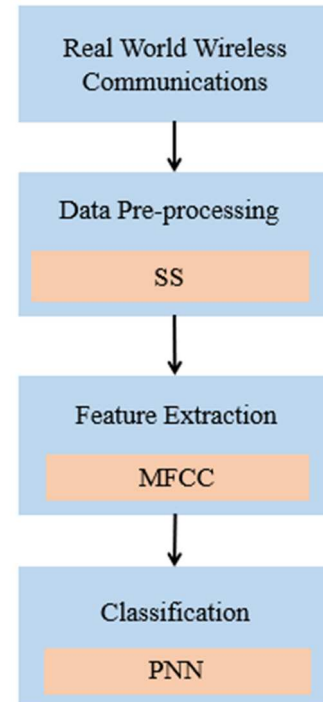 Real World Wireless
Communications
Data Pre-processing
SS
Feature Extraction
MFCC
Classification
PNN